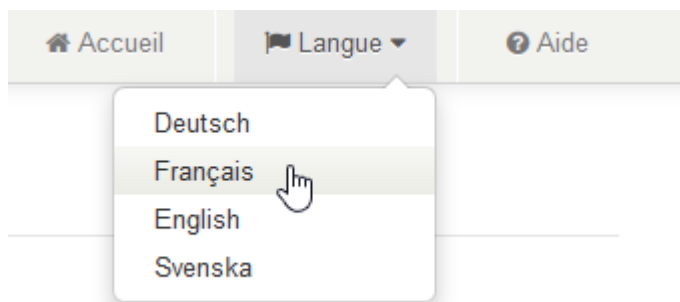 Accueil Langue Aide
Deutsch
Français
English
Svenska